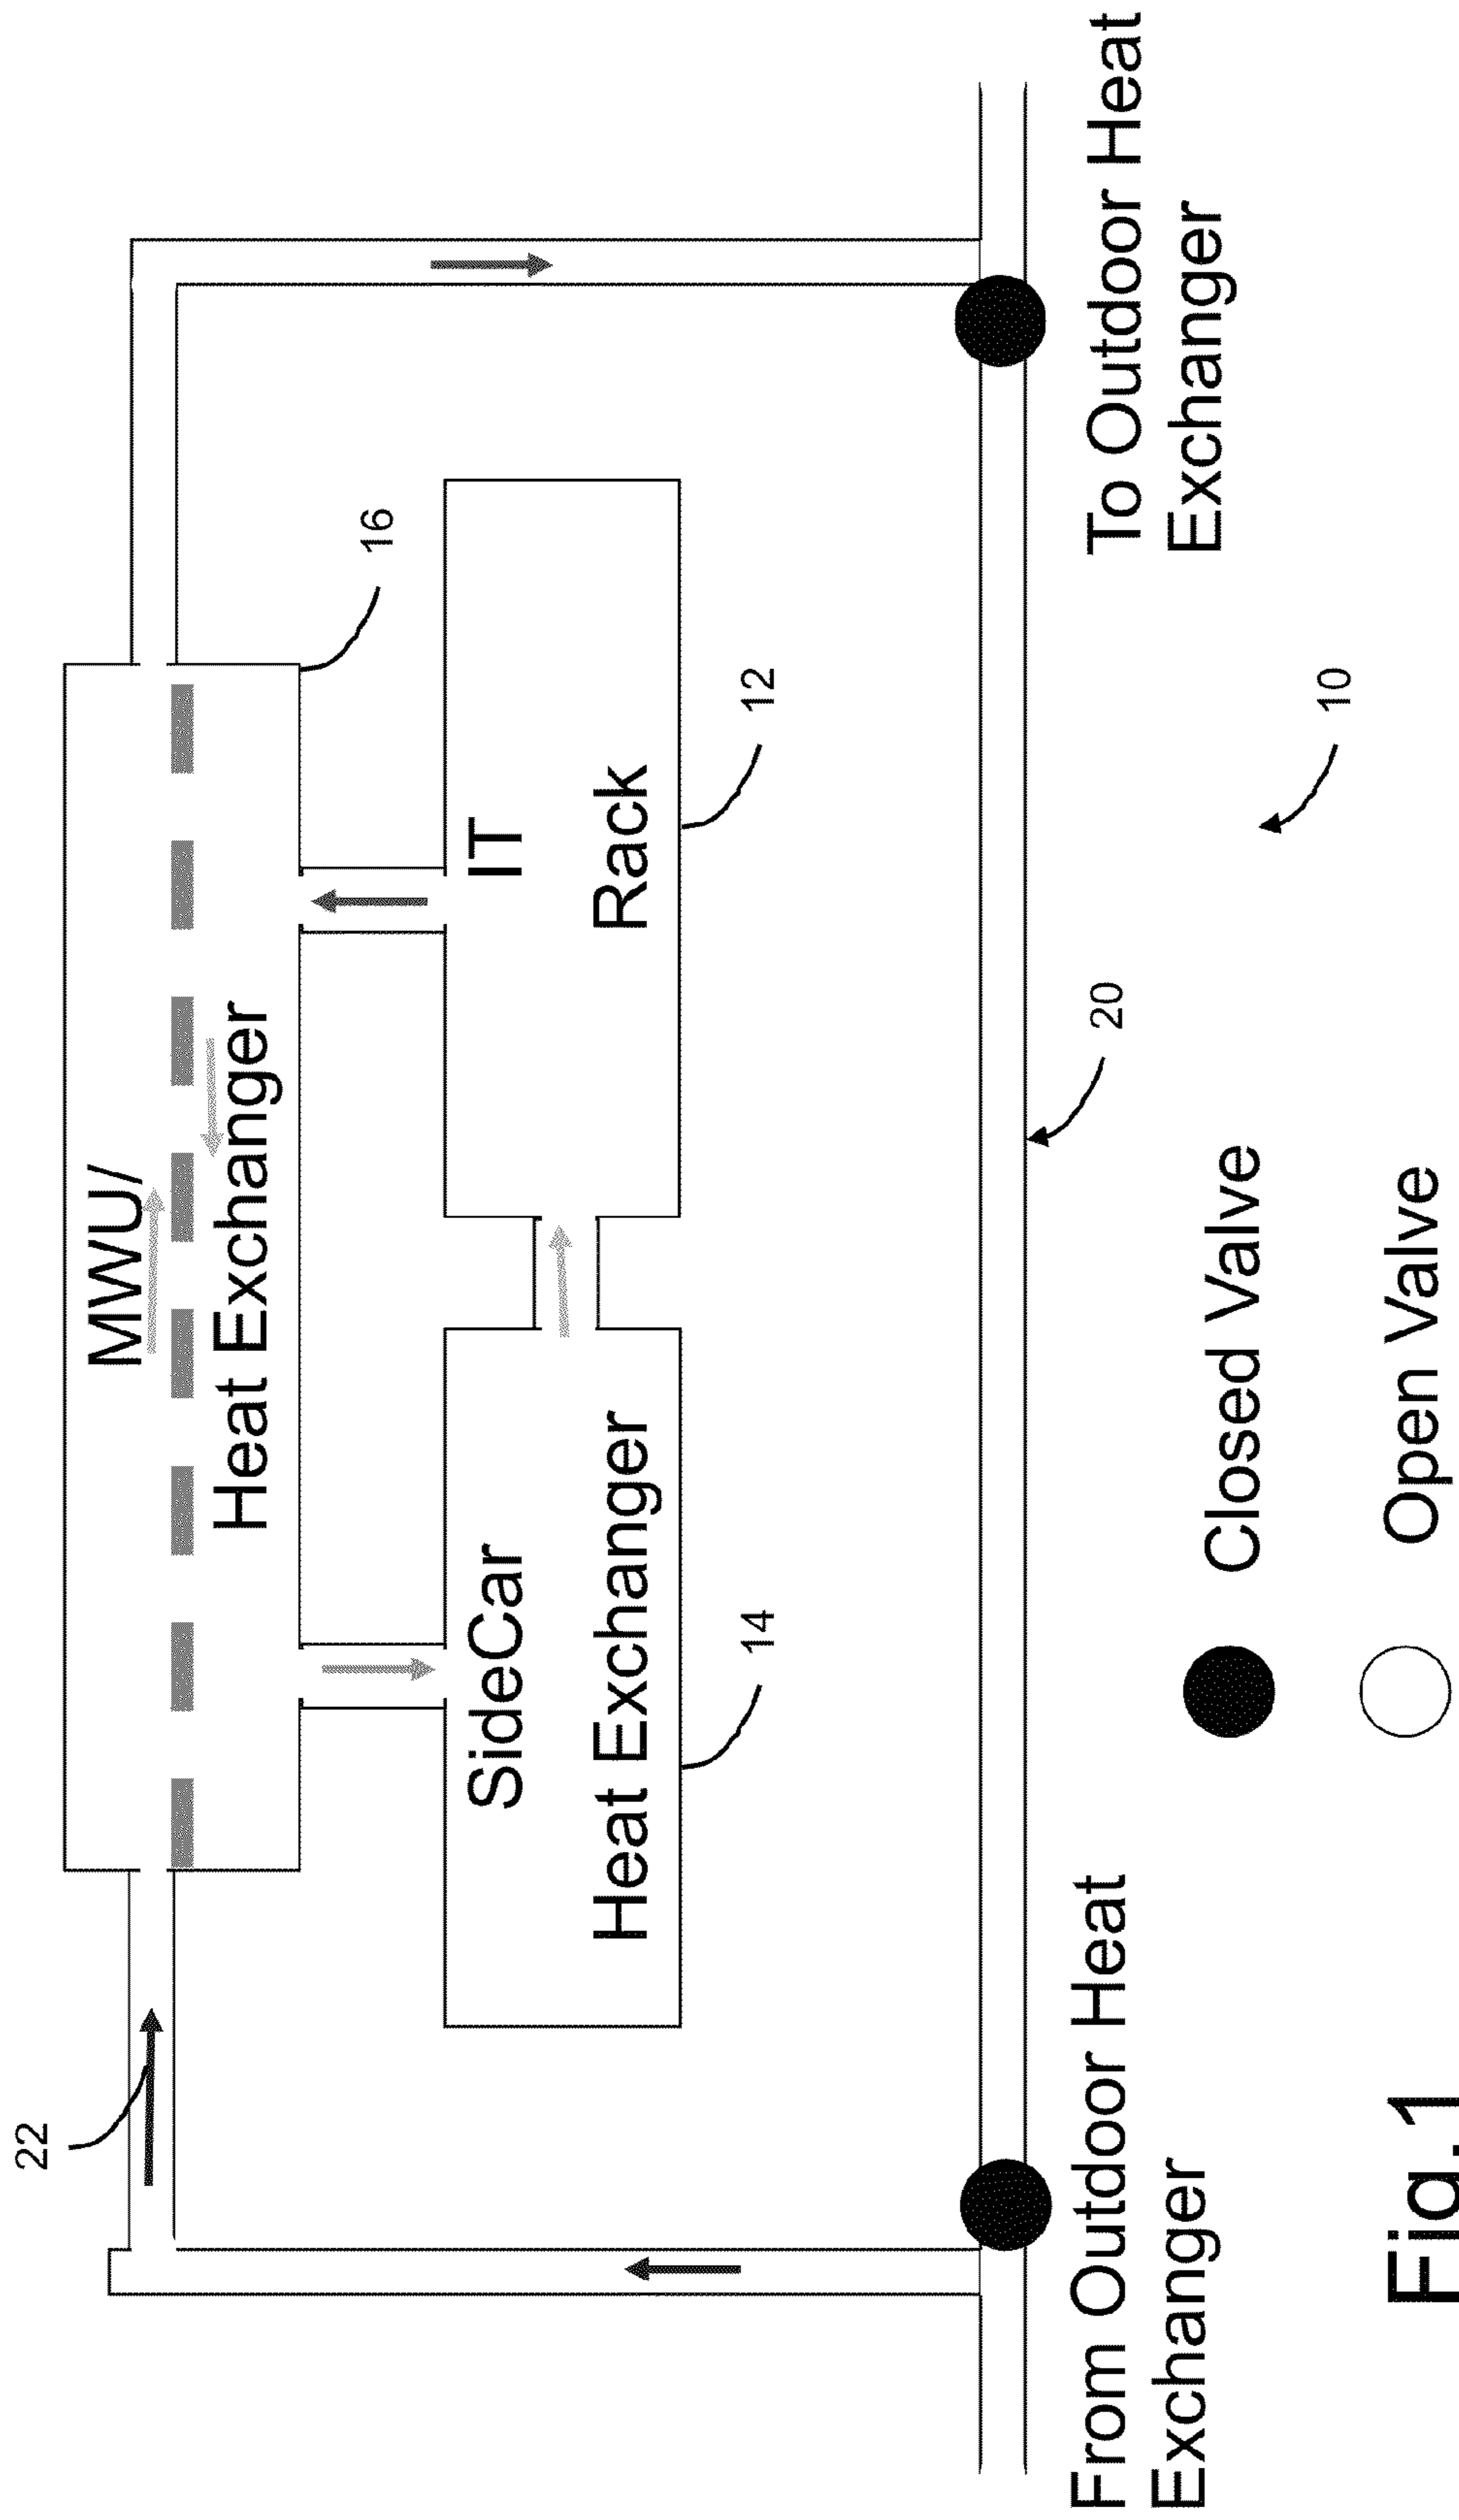 22
MWU/
Heat Exchanger
16
SideCar
Heat Exchanger
14
IT
Rack
12
20
From Outdoor Heat
Exchanger
To Outdoor Heat
Exchanger
Closed Valve
Open Valve
10
Fig.1